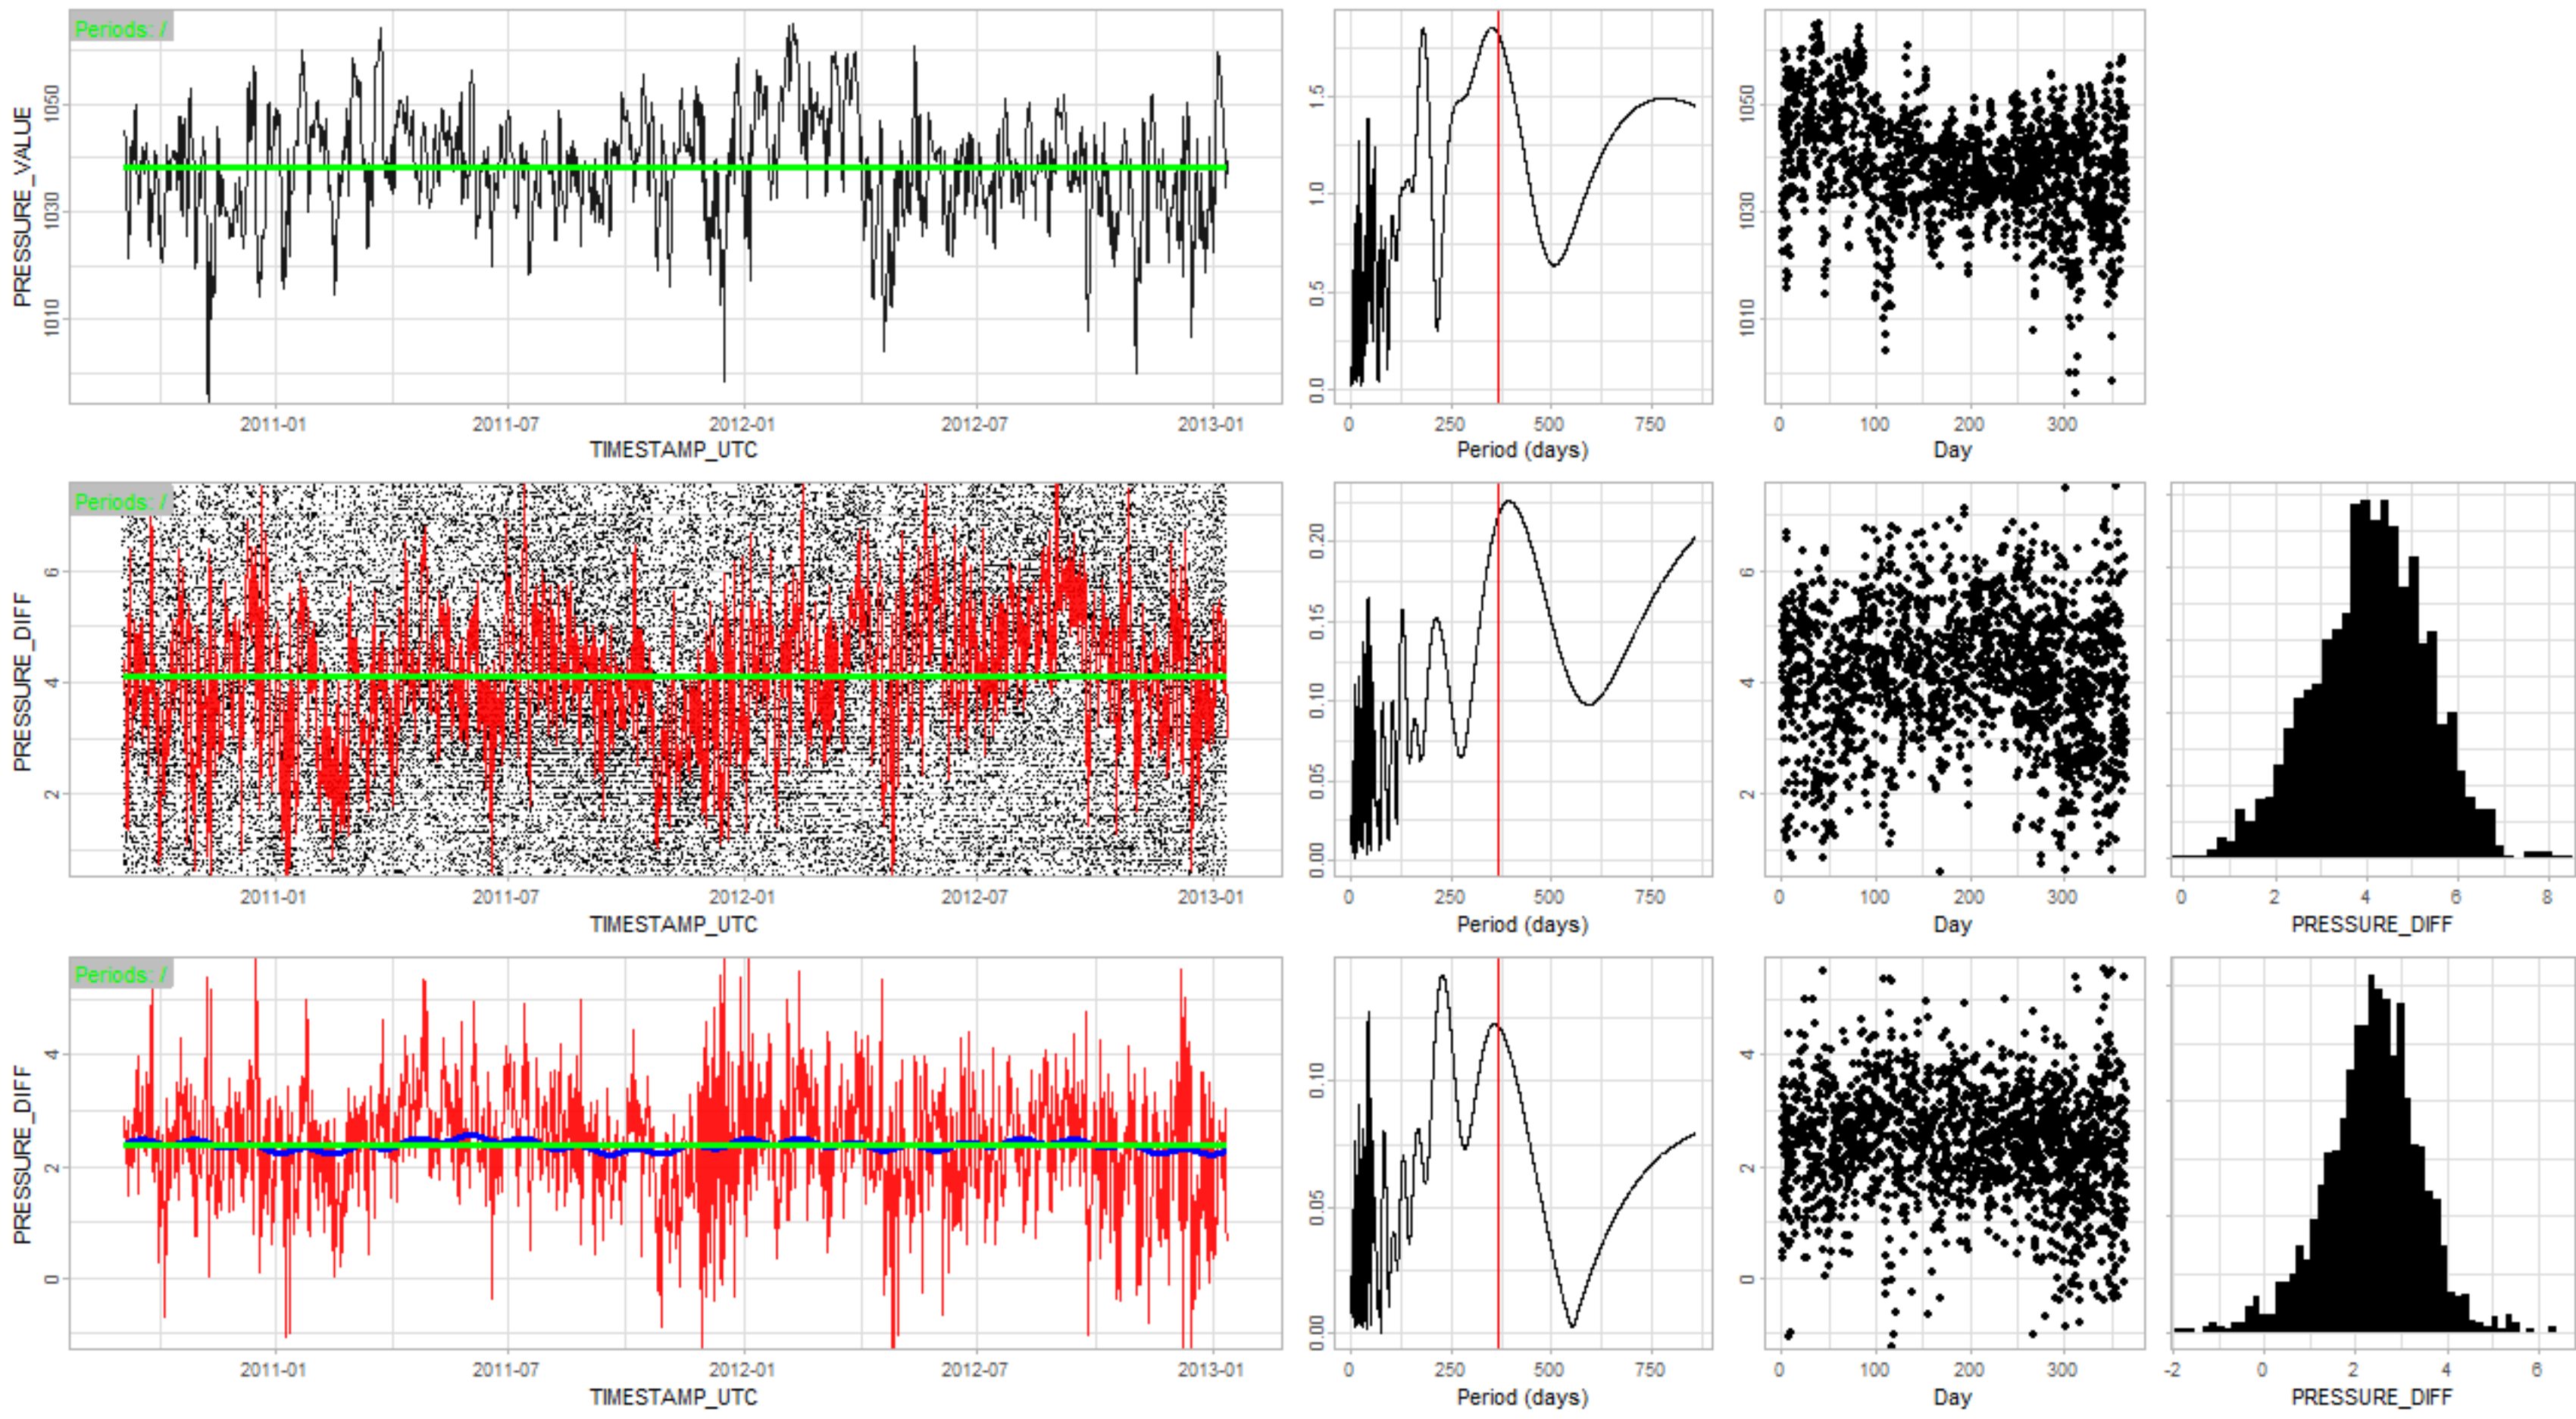 Periods: /
PRESSURE_VALUE
1010 1030 1050
2011-01 2011-07 2012-01 2012-07 2013-01
TIMESTAMP_UTC
0.0 0.5 1.0 1.5
0 250 500 750
Period (days)
1010 1030 1050
0 100 200 300
Day
Periods: /
PRESSURE_DIFF
2 4 6
2011-01 2011-07 2012-01 2012-07 2013-01
TIMESTAMP_UTC
0.00 0.05 0.10 0.15 0.20
0 250 500 750
Period (days)
2 4 6
0 100 200 300
Day
0 2 4 6 8
PRESSURE_DIFF
Periods: /
PRESSURE_DIFF
0 2 4
2011-01 2011-07 2012-01 2012-07 2013-01
TIMESTAMP_UTC
0.00 0.05 0.10
0 250 500 750
Period (days)
0 2 4
0 100 200 300
Day
-2 0 2 4 6
PRESSURE_DIFF